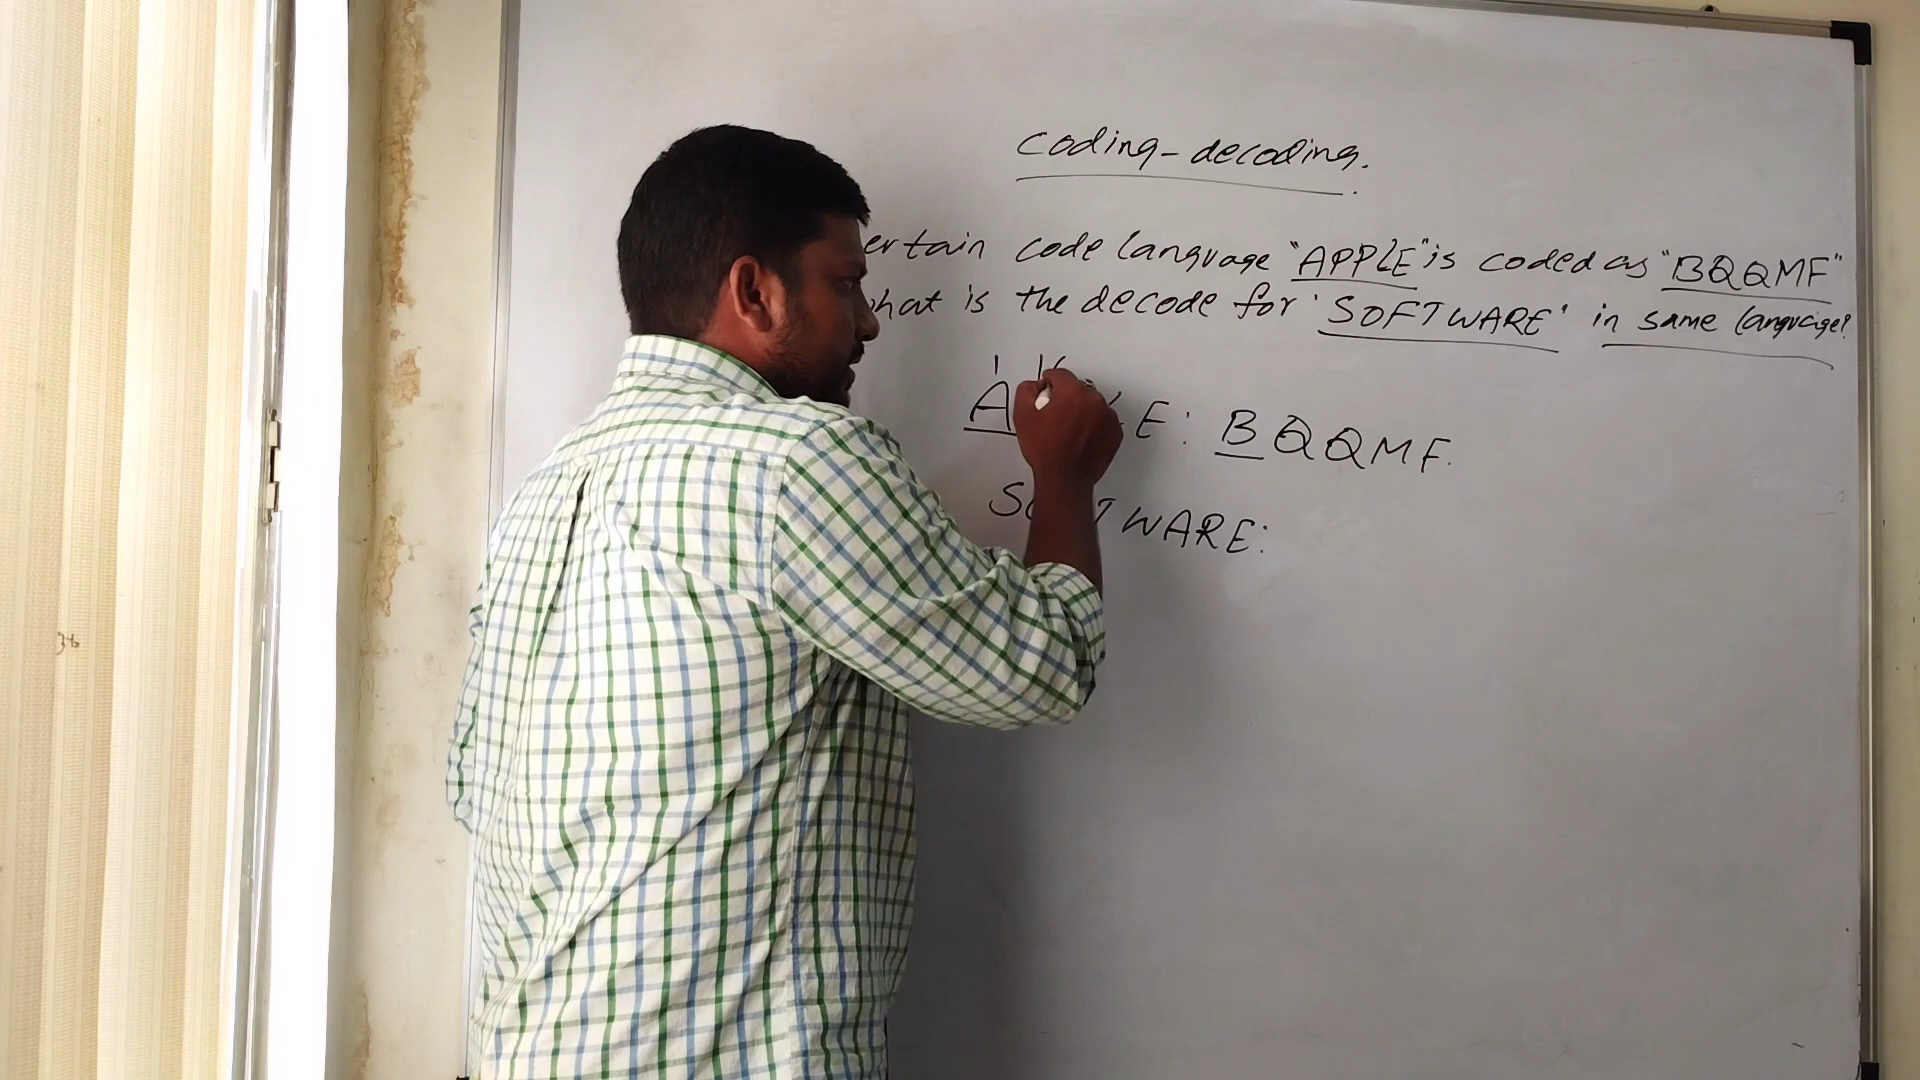 Coding-decoding.
ertain code language "APPLE" is coded as "BQQMF"
hat is the decode for 'SOFTWARE' in same language?
A E: BQQMF.
S TWARE: